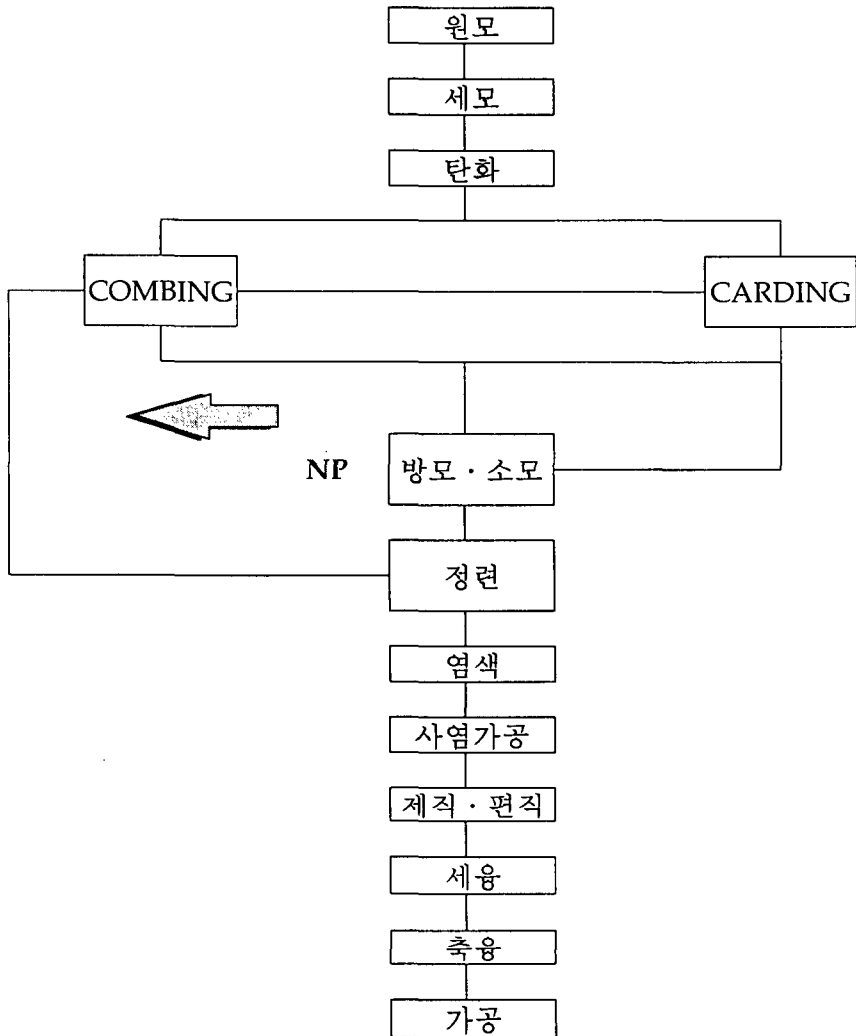 원모
세모
탄화
COMBING
CARDING
NP
방모 · 소모
정련
염색
사염가공
제직 · 편직
세융
축융
가공